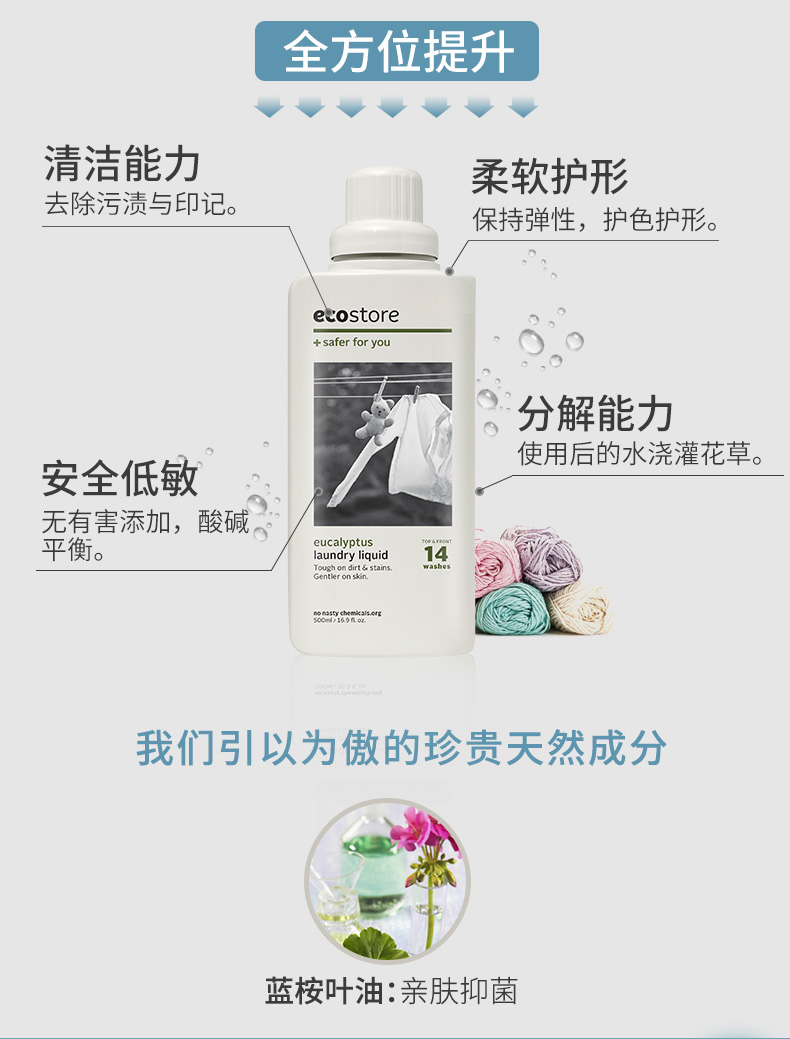 全方位提升
清洁能力
去除污渍与印记。
柔软护形
保持弹性，护色护形。
ecostore
+ safer for you
分解能力
使用后的水浇灌花草。
安全低敏
无有害添加，酸碱
平衡。
eucalyptus
laundry liquid
Tough on dirt & stains.
Gentler on skin.
TOP & FRONT
14
washes
no nasty chemicals.org
500ml / 16.9 fl. oz.
我们引以为傲的珍贵天然成分
蓝桉叶油：亲肤抑菌